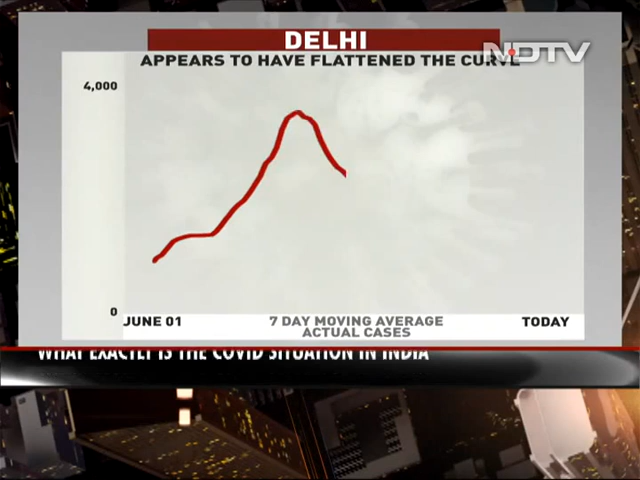 DELHI
NDTV
APPEARS TO HAVE FLATTENED THE CURVE
4,000
0
JUNE 01
7 DAY MOVING AVERAGE
ACTUAL CASES
TODAY
WHAT EXACTLY IS THE COVID SITUATION IN INDIA